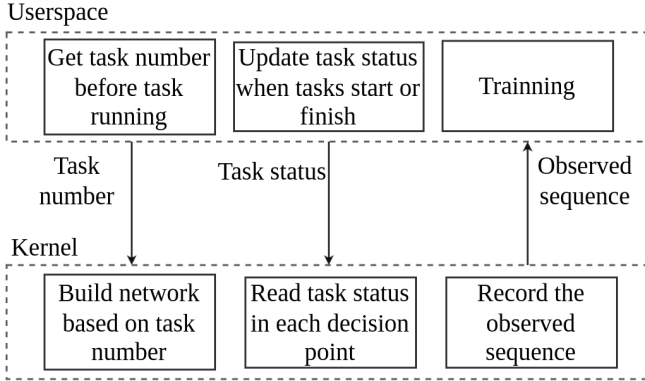 Userspace
Get task number
before task
running
Update task status
when tasks start or
finish
Trainning
Task
number
Task status
Observed
sequence
Kernel
Build network
based on task
number
Read task status
in each decision
point
Record the
observed
sequence